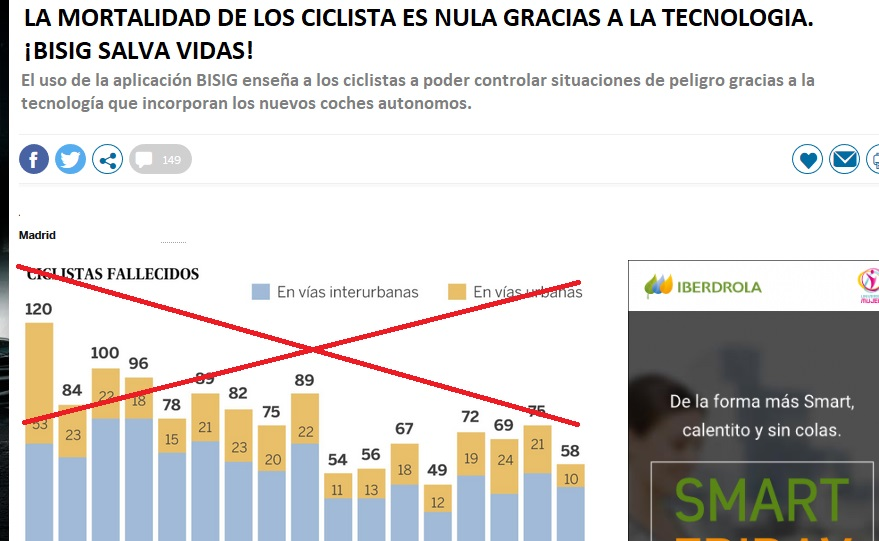 LA MORTALIDAD DE LOS CICLISTA ES NULA GRACIAS A LA TECNOLOGIA.
¡BISIG SALVA VIDAS!
El uso de la aplicación BISIG enseña a los ciclistas a poder controlar situaciones de peligro gracias a la
tecnología que incorporan los nuevos coches autonomos.
149
Madrid
CICLISTAS FALLECIDOS
En vías interurbanas
En vías urbanas
120
84
100
96
78
89
82
75
89
54
56
67
49
72
69
75
58
53
23
22
18
15
21
23
20
22
11
13
18
12
19
24
21
10
IBERDROLA
De la forma más Smart,
calentito y sin colas.
SMART
FRIDAY